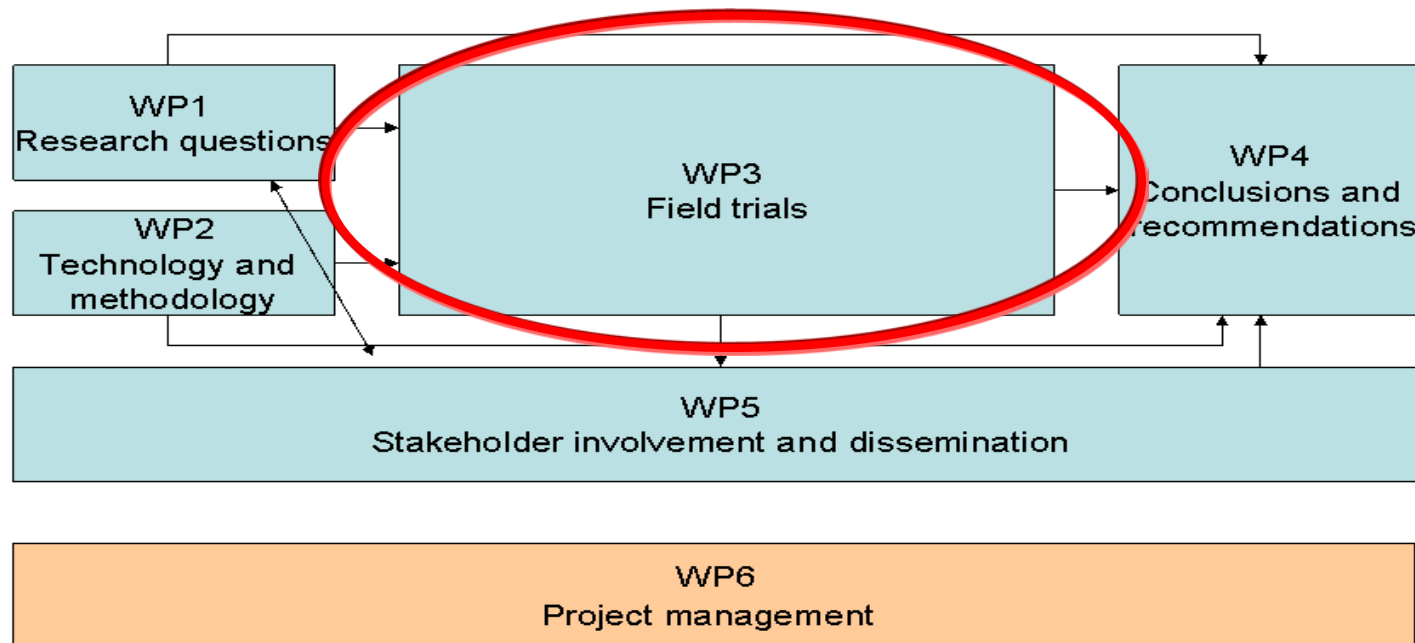 WP1
Research questions
WP2
Technology and
methodology
WP3
Field trials
WP4
Conclusions and
recommendations
WP5
Stakeholder involvement and dissemination
WP6
Project management